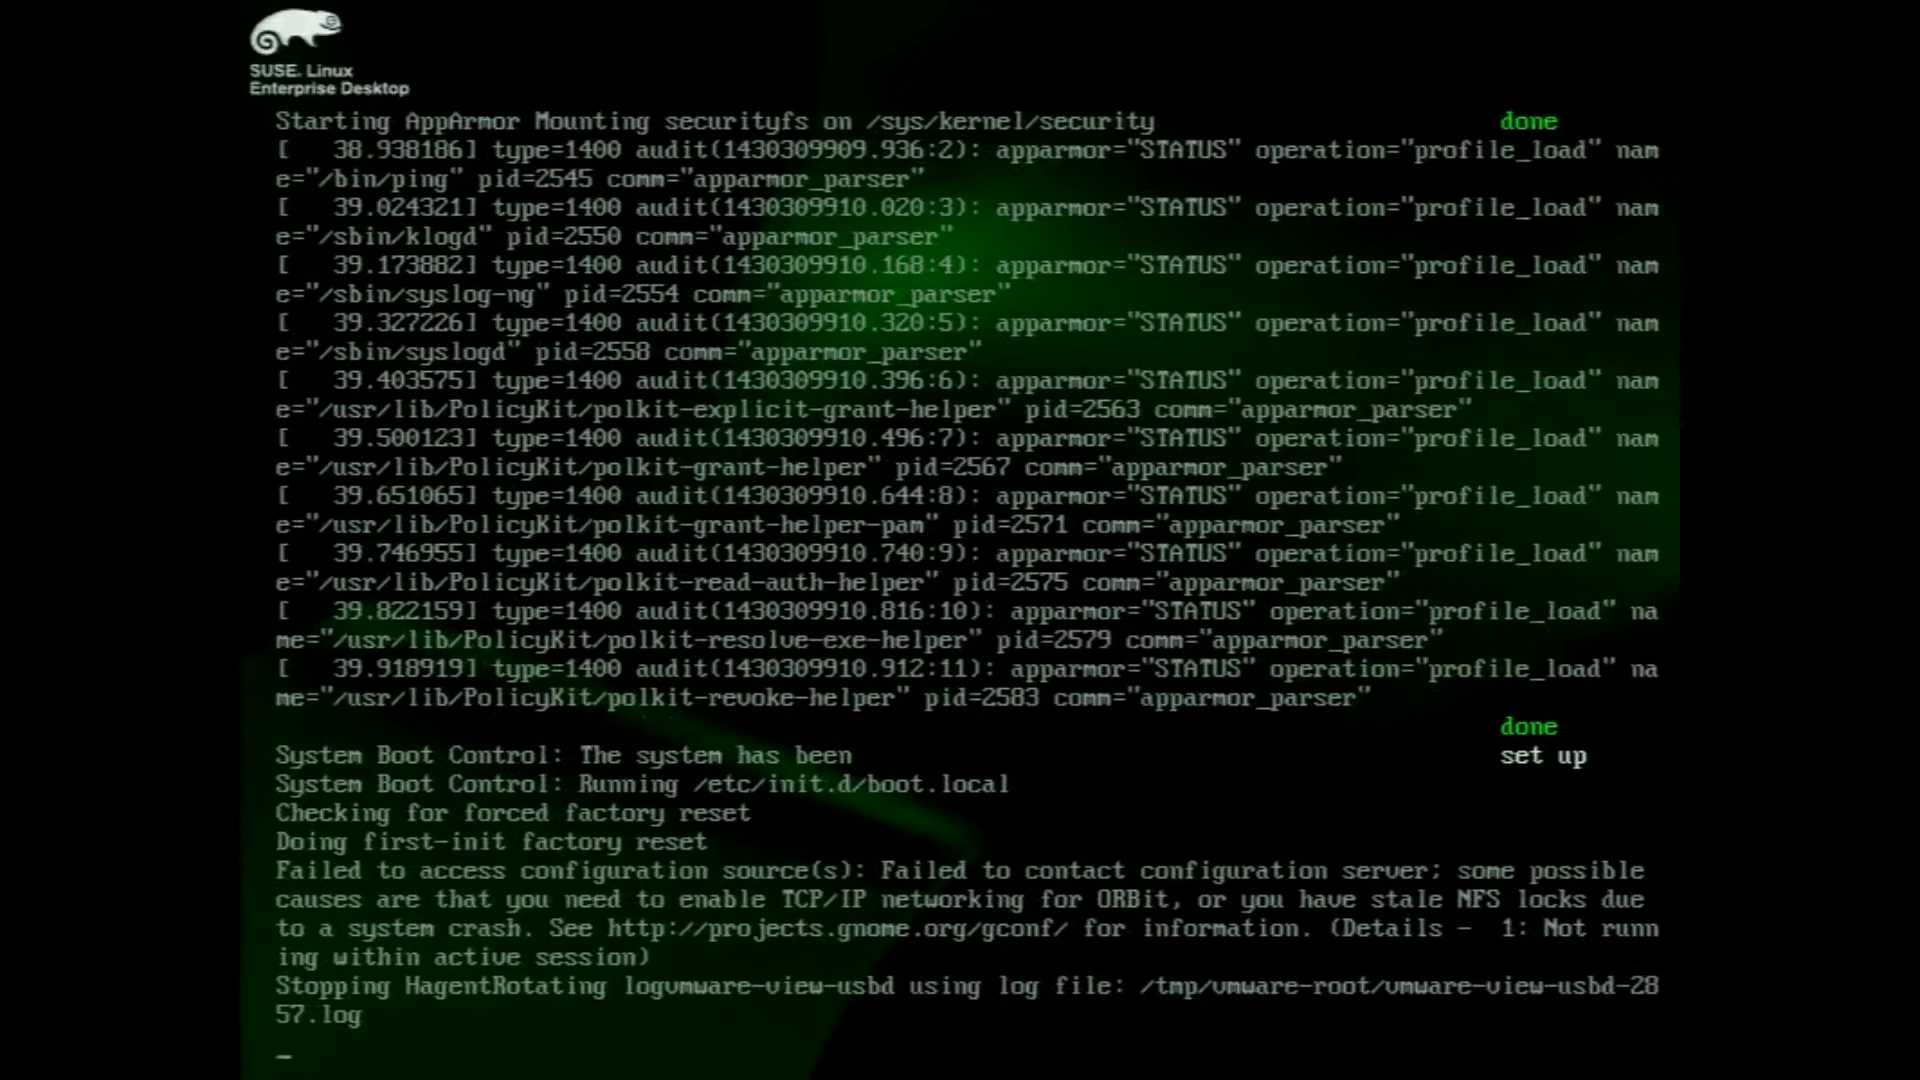 SUSE. Linux
Enterprise Desktop
Starting AppArmor Mounting securityfs on /sys/kernel/security done
[   38.938186] type=1400 audit(1430309909.936:2): apparmor="STATUS" operation="profile_load" nam
e="/bin/ping" pid=2545 comm="apparmor_parser"
[   39.024321] type=1400 audit(1430309910.020:3): apparmor="STATUS" operation="profile_load" nam
e="/sbin/klogd" pid=2550 comm="apparmor_parser"
[   39.173882] type=1400 audit(1430309910.168:4): apparmor="STATUS" operation="profile_load" nam
e="/sbin/syslog-ng" pid=2554 comm="apparmor_parser"
[   39.327226] type=1400 audit(1430309910.320:5): apparmor="STATUS" operation="profile_load" nam
e="/sbin/syslogd" pid=2558 comm="apparmor_parser"
[   39.403575] type=1400 audit(1430309910.396:6): apparmor="STATUS" operation="profile_load" nam
e="/usr/lib/PolicyKit/polkit-explicit-grant-helper" pid=2563 comm="apparmor_parser"
[   39.500123] type=1400 audit(1430309910.496:7): apparmor="STATUS" operation="profile_load" nam
e="/usr/lib/PolicyKit/polkit-grant-helper" pid=2567 comm="apparmor_parser"
[   39.651065] type=1400 audit(1430309910.644:8): apparmor="STATUS" operation="profile_load" nam
e="/usr/lib/PolicyKit/polkit-grant-helper-pam" pid=2571 comm="apparmor_parser"
[   39.746955] type=1400 audit(1430309910.740:9): apparmor="STATUS" operation="profile_load" nam
e="/usr/lib/PolicyKit/polkit-read-auth-helper" pid=2575 comm="apparmor_parser"
[   39.822159] type=1400 audit(1430309910.816:10): apparmor="STATUS" operation="profile_load" na
me="/usr/lib/PolicyKit/polkit-resolve-exe-helper" pid=2579 comm="apparmor_parser"
[   39.918919] type=1400 audit(1430309910.912:11): apparmor="STATUS" operation="profile_load" na
me="/usr/lib/PolicyKit/polkit-revoke-helper" pid=2583 comm="apparmor_parser"
done
System Boot Control: The system has been set up
System Boot Control: Running /etc/init.d/boot.local
Checking for forced factory reset
Doing first-init factory reset
Failed to access configuration source(s): Failed to contact configuration server; some possible
causes are that you need to enable TCP/IP networking for ORBit, or you have stale NFS locks due
to a system crash. See http://projects.gnome.org/gconf/ for information. (Details -  1: Not runn
ing within active session)
Stopping HagentRotating logvmware-view-usbd using log file: /tmp/vmware-root/vmware-view-usbd-28
57.log
_